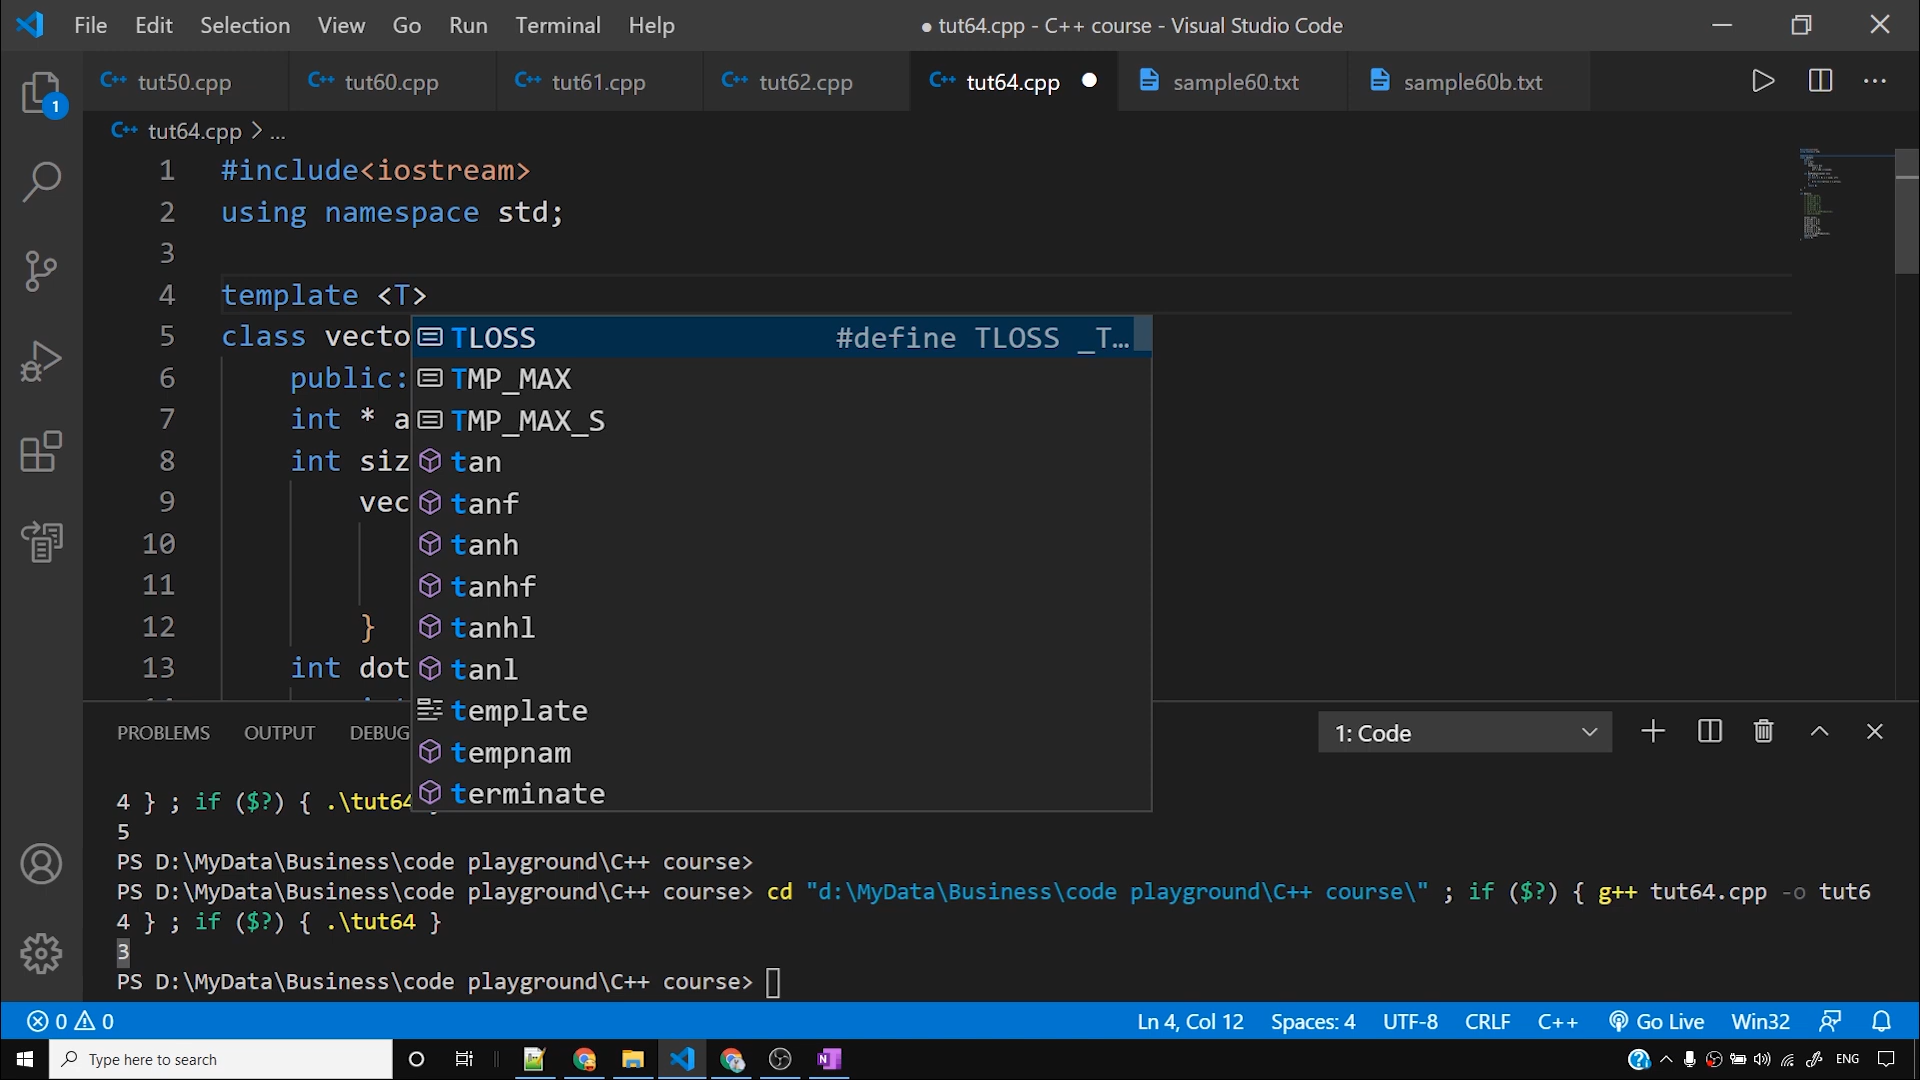 File Edit Selection View Go Run Terminal Help ● tut64.cpp - C++ course - Visual Studio Code
tut50.cpp tut60.cpp tut61.cpp tut62.cpp tut64.cpp sample60.txt sample60b.txt
1
tut64.cpp > ...
1 #include<iostream>
2 using namespace std;
3
4 template <T>
5 class vecto
6 public:
7 int * a
8 int siz
9 vec
10
11
12 }
13 int dot
TLOSS #define TLOSS _T…
TMP_MAX
TMP_MAX_S
tan
tanf
tanh
tanhf
tanhl
tanl
template
tempnam
terminate
PROBLEMS OUTPUT DEBUG 1: Code
4 } ; if ($?) { .\tut64
5
PS D:\MyData\Business\code playground\C++ course>
PS D:\MyData\Business\code playground\C++ course> cd "d:\MyData\Business\code playground\C++ course\" ; if ($?) { g++ tut64.cpp -o tut6
4 } ; if ($?) { .\tut64 }
3
PS D:\MyData\Business\code playground\C++ course>
0 0 Ln 4, Col 12 Spaces: 4 UTF-8 CRLF C++ Go Live Win32
Type here to search ENG